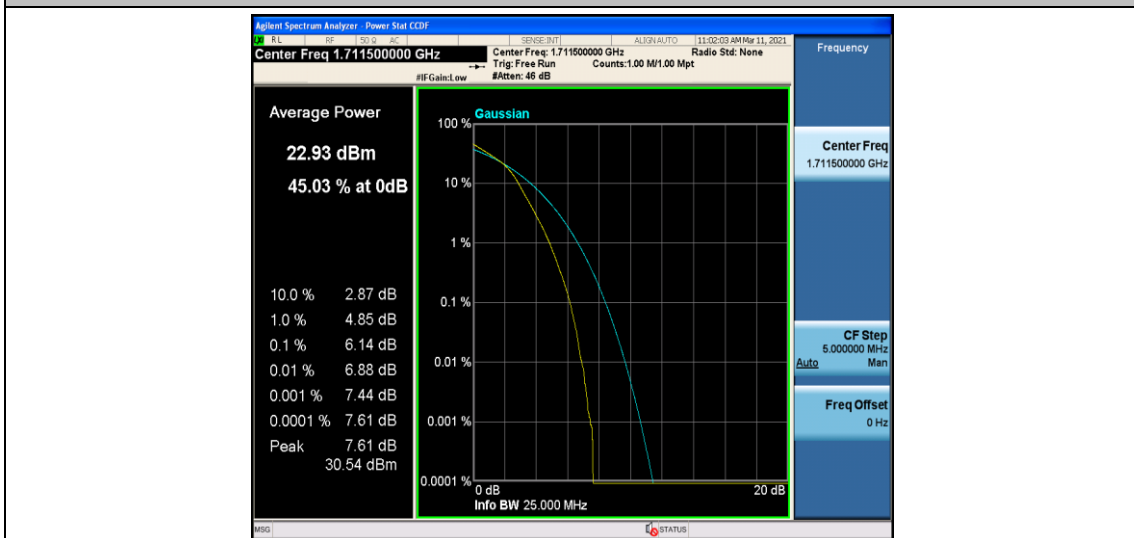 Agilent Spectrum Analyzer - Power Stat CCDF
RL RF 50 Ω AC SENSE:INT ALIGN AUTO 11:02:03 AM Mar 11, 2021
Center Freq 1.711500000 GHz
Center Freq: 1.711500000 GHz Radio Std: None
Trig: Free Run Counts:1.00 M/1.00 Mpt
#IFGain:Low #Atten: 46 dB
Frequency
Average Power
22.93 dBm
45.03 % at 0dB
10.0 % 2.87 dB
1.0 % 4.85 dB
0.1 % 6.14 dB
0.01 % 6.88 dB
0.001 % 7.44 dB
0.0001 % 7.61 dB
Peak 7.61 dB
30.54 dBm
Gaussian
100 %
10 %
1 %
0.1 %
0.01 %
0.001 %
0.0001 %
0 dB 20 dB
Info BW 25.000 MHz
Center Freq
1.711500000 GHz
CF Step
5.000000 MHz
Auto Man
Freq Offset
0 Hz
MSG STATUS